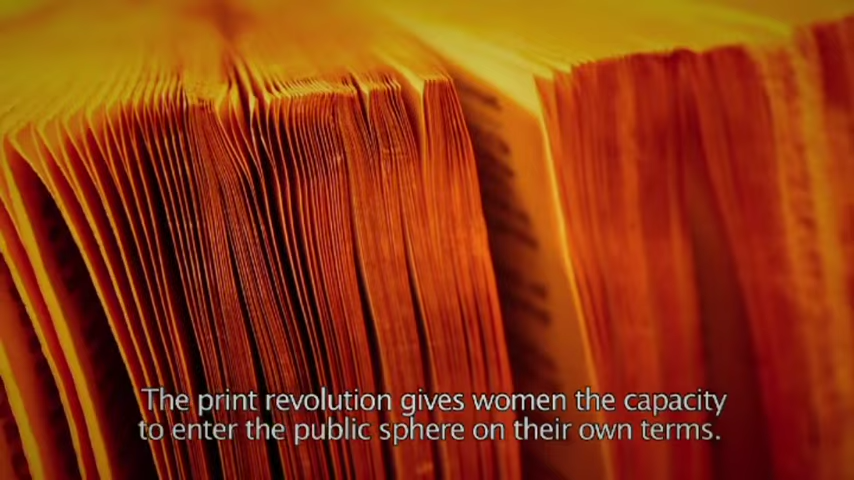 The print revolution gives women the capacity
to enter the public sphere on their own terms.